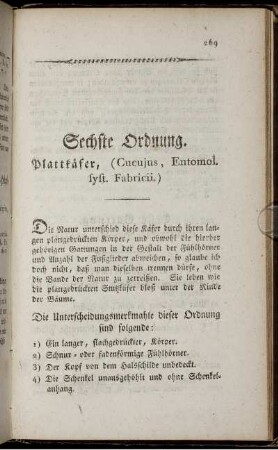 269
Sechste Ordnung.
Plattkäfer, (Cucujus, Entomol.
syst. Fabricii.)
Die Natur unterschied diese Käfer durch ihren lan-
gen plattgedrückten Körper, und obwohl die hierher
gehörigen Gattungen in der Gestalt der Fühlhörner
und Anzahl der Fußglieder abweichen, so glaube ich
doch nicht, daß man dieselben trennen dürfe, ohne
die Bande der Natur zu zerreißen. Sie leben wie
die plattgedrückten Stutzkäfer bloß unter der Rinde
der Bäume.
Die Unterscheidungsmerkmahle dieser Ordnung
sind folgende:
1) Ein langer, flachgedrückter, Körper.
2) Schnur- oder fadenförmige Fühlhörner.
3) Der Kopf von dem Halsschilde unbedeckt.
4) Die Schenkel unausgehöhlt und ohne Schenkel-
anhang.